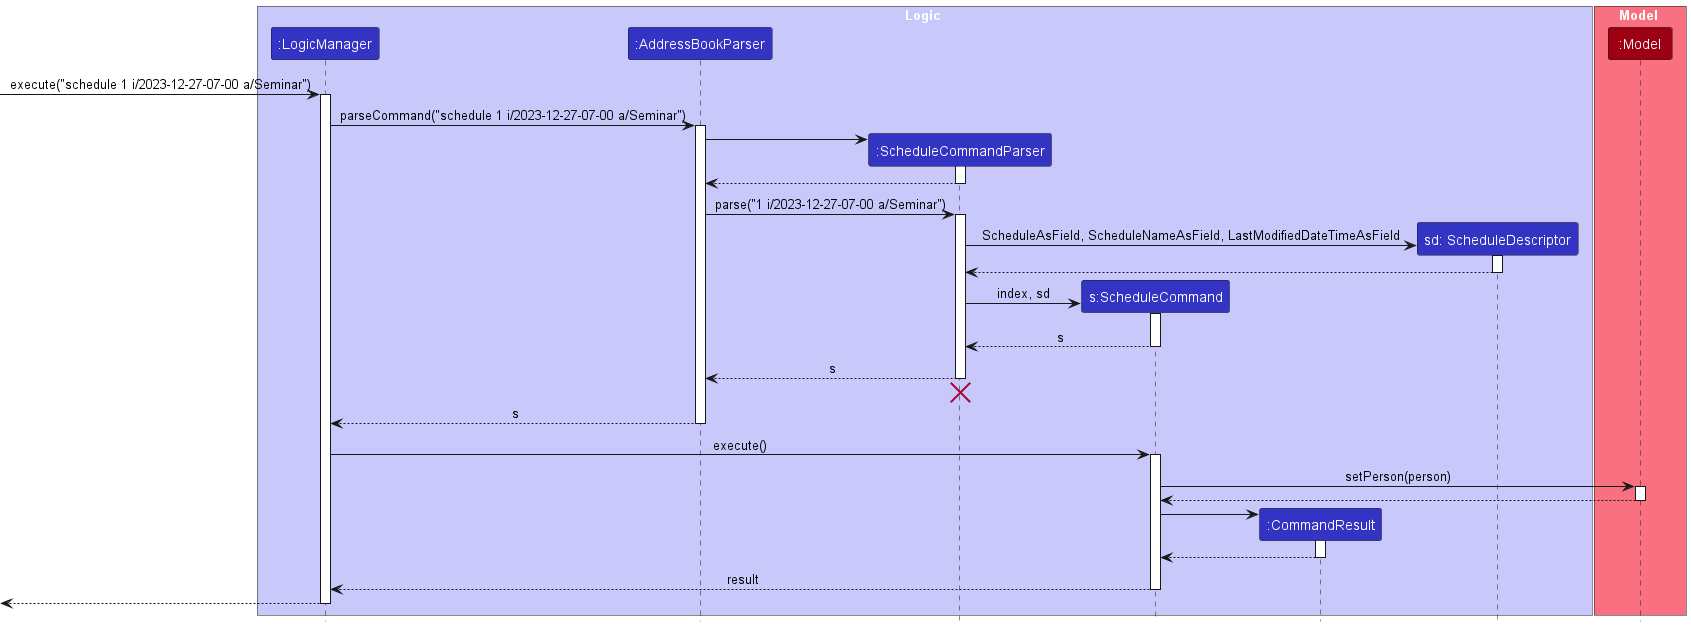 Logic
Model
:LogicManager
:AddressBookParser
:Model
execute("schedule 1 i/2023-12-27-07-00 a/Seminar")
parseCommand("schedule 1 i/2023-12-27-07-00 a/Seminar")
:ScheduleCommandParser
parse("1 i/2023-12-27-07-00 a/Seminar")
ScheduleAsField, ScheduleNameAsField, LastModifiedDateTimeAsField
sd: ScheduleDescriptor
index, sd
s:ScheduleCommand
s
s
s
execute()
setPerson(person)
:CommandResult
result